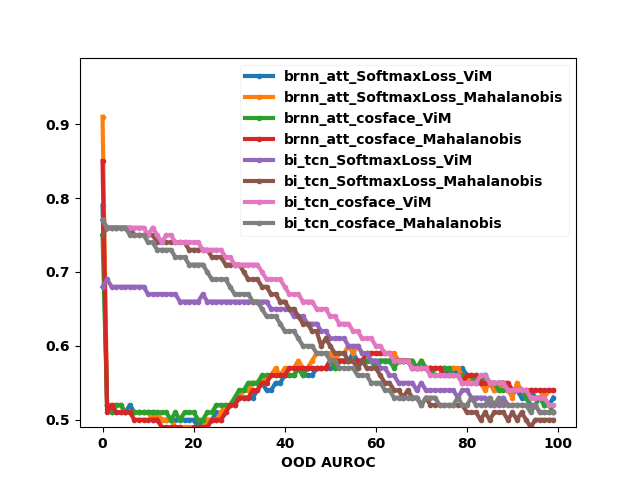 brnn_att_SoftmaxLoss_ViM
brnn_att_SoftmaxLoss_Mahalanobis
brnn_att_cosface_ViM
brnn_att_cosface_Mahalanobis
bi_tcn_SoftmaxLoss_ViM
bi_tcn_SoftmaxLoss_Mahalanobis
bi_tcn_cosface_ViM
bi_tcn_cosface_Mahalanobis
0.9
0.8
0.7
0.6
0.5
0 20 40 60 80 100
OOD AUROC